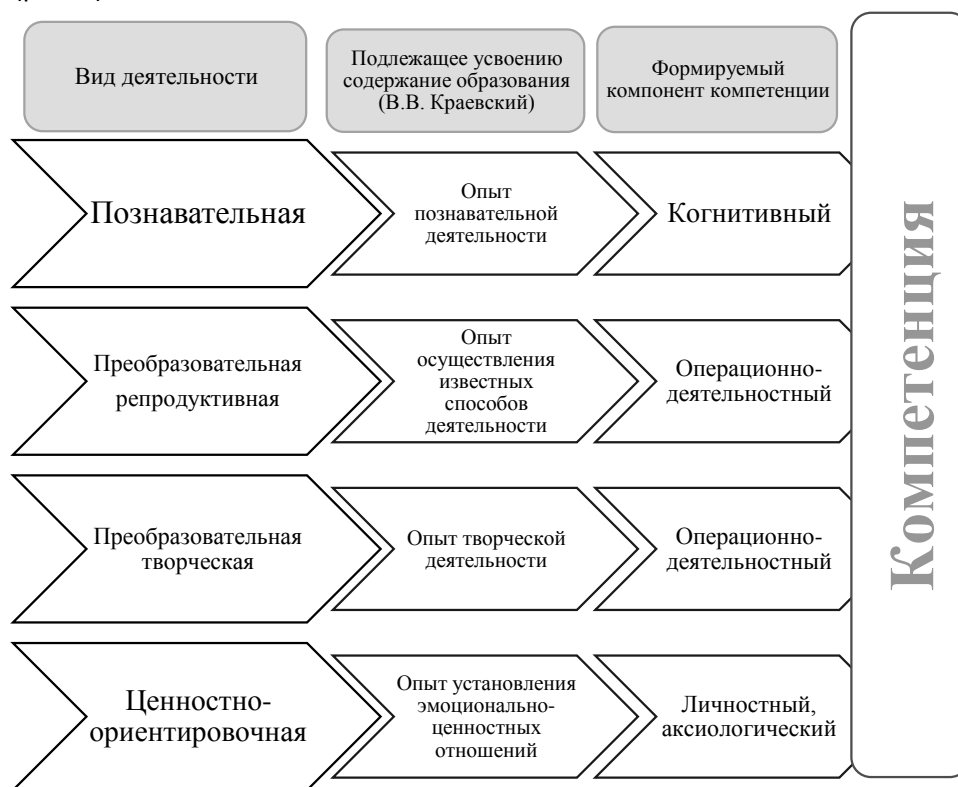 Вид деятельности
Подлежащее усвоению
содержание образования
(В.В. Краевский)
Формируемый
компонент компетенции
Познавательная
Опыт
познавательной
деятельности
Когнитивный
Преобразовательная
репродуктивная
Опыт
осуществления
известных
способов
деятельности
Операционно-
деятельностный
Преобразовательная
творческая
Опыт творческой
деятельности
Операционно-
деятельностный
Ценностно-
ориентировочная
Опыт установления
эмоционально-
ценностных
отношений
Личностный,
аксиологический
Компетенция